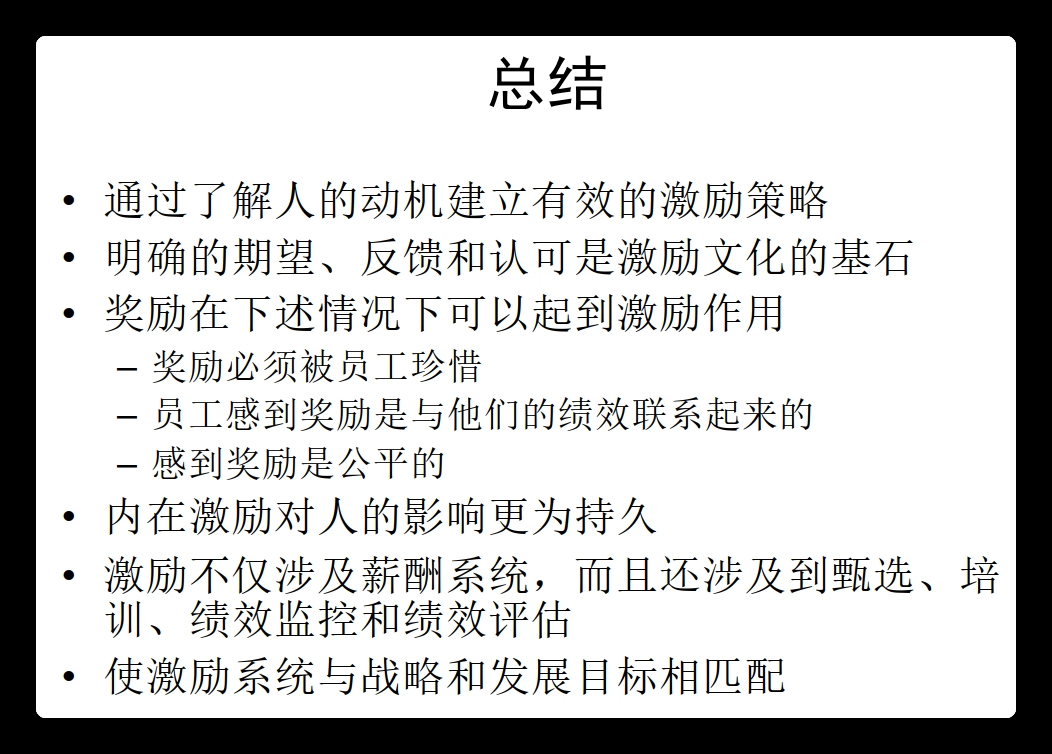 总结
• 通过了解人的动机建立有效的激励策略
• 明确的期望、反馈和认可是激励文化的基石
• 奖励在下述情况下可以起到激励作用
– 奖励必须被员工珍惜
– 员工感到奖励是与他们的绩效联系起来的
– 感到奖励是公平的
• 内在激励对人的影响更为持久
• 激励不仅涉及薪酬系统，而且还涉及到甄选、培
训、绩效监控和绩效评估
• 使激励系统与战略和发展目标相匹配